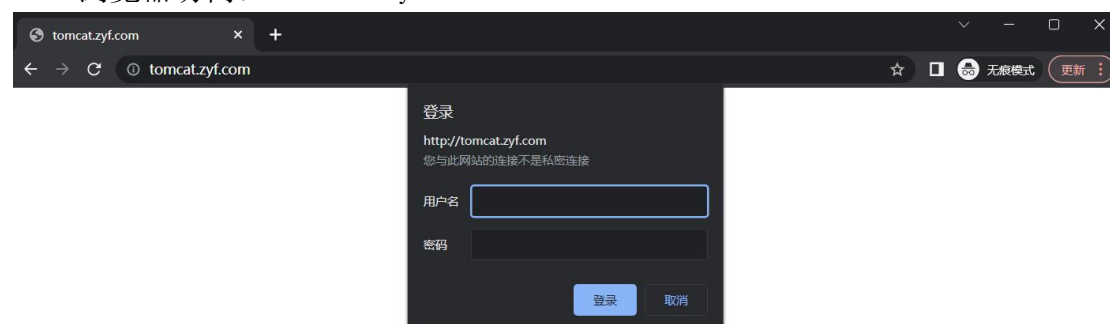 tomcat.zyf.com
tomcat.zyf.com
无痕模式
更新
登录
http://tomcat.zyf.com
您与此网站的连接不是私密连接
用户名
密码
登录 取消